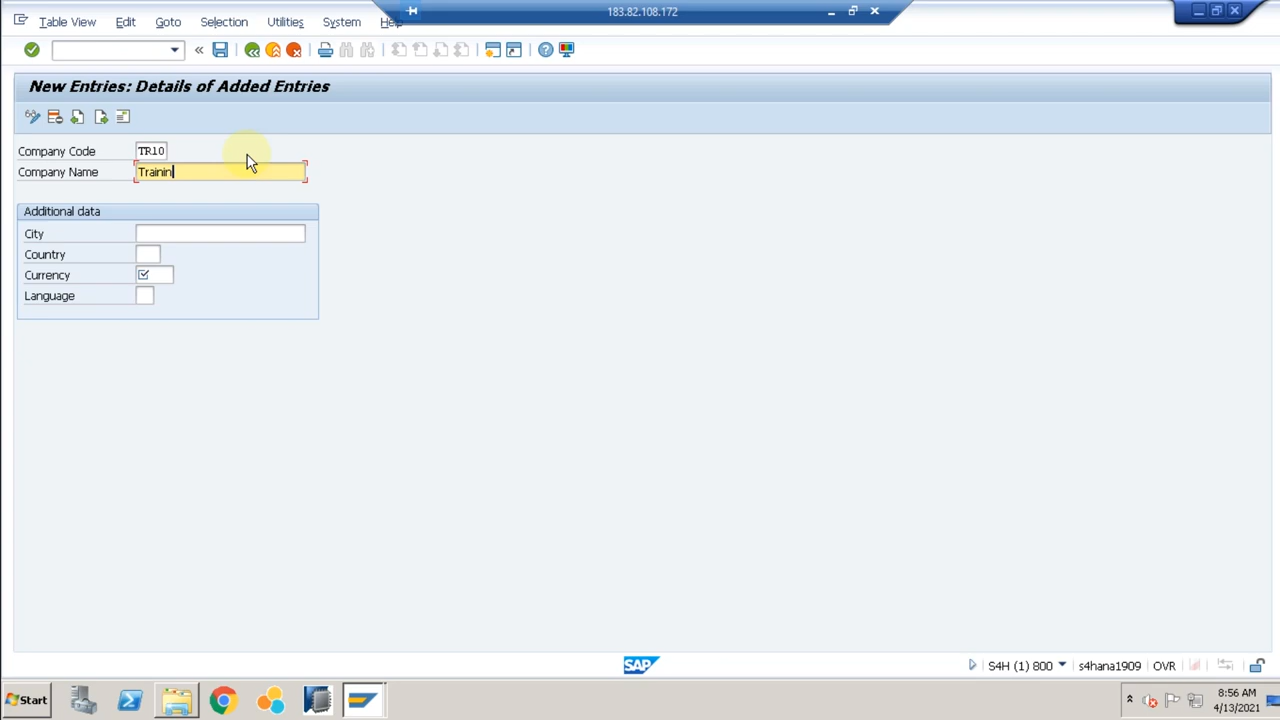 183.82.108.172
Table View Edit Goto Selection Utilities System Help
New Entries: Details of Added Entries
Company Code TR10
Company Name Trainin
Additional data
City
Country
Currency
Language
SAP S4H (1) 800 s4hana1909 OVR
Start 8:56 AM
4/13/2021